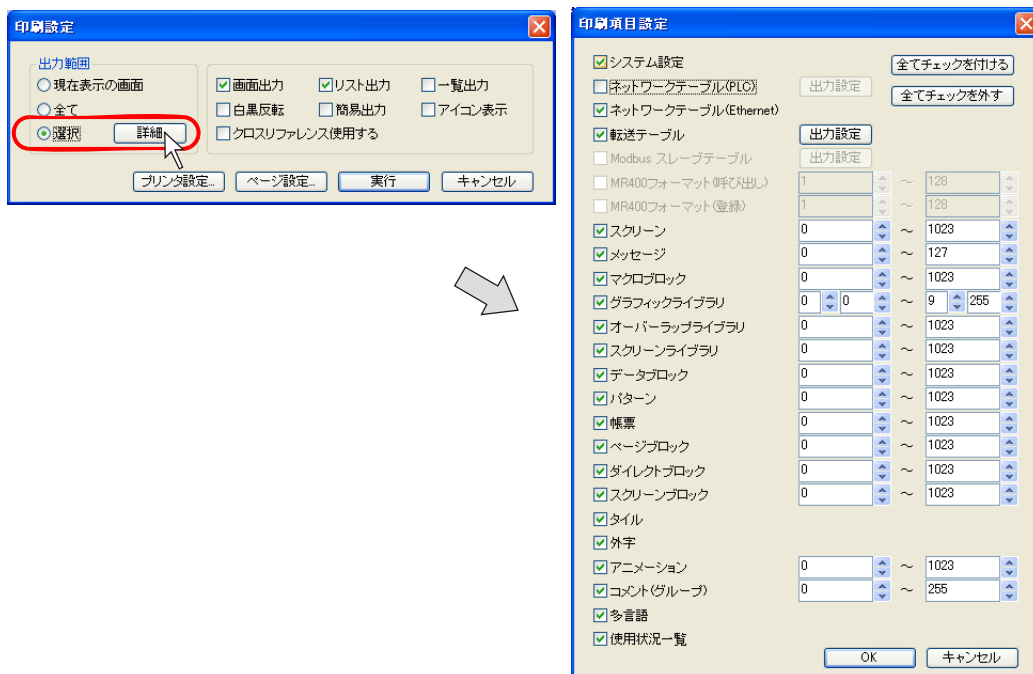 印刷設定
出力範囲
現在表示の画面
全て
選択 詳細
画面出力 リスト出力 一覧出力
白黒反転 簡易出力 アイコン表示
クロスリファレンス使用する
プリンタ設定... ページ設定... 実行 キャンセル
印刷項目設定
システム設定 全てチェックを付ける
ネットワークテーブル(PLC) 出力設定 全てチェックを外す
ネットワークテーブル(Ethernet)
転送テーブル 出力設定
Modbus スレーブテーブル 出力設定
MR400フォーマット(呼び出し) 1 ～ 128
MR400フォーマット(登録) 1 ～ 128
スクリーン 0 ～ 1023
メッセージ 0 ～ 127
マクロブロック 0 ～ 1023
グラフィックライブラリ 0 0 ～ 9 255
オーバーラップライブラリ 0 ～ 1023
スクリーンライブラリ 0 ～ 1023
データブロック 0 ～ 1023
パターン 0 ～ 1023
帳票 0 ～ 1023
ページブロック 0 ～ 1023
ダイレクトブロック 0 ～ 1023
スクリーンブロック 0 ～ 1023
タイル
外字
アニメーション 0 ～ 1023
コメント(グループ) 0 ～ 255
多言語
使用状況一覧
OK キャンセル